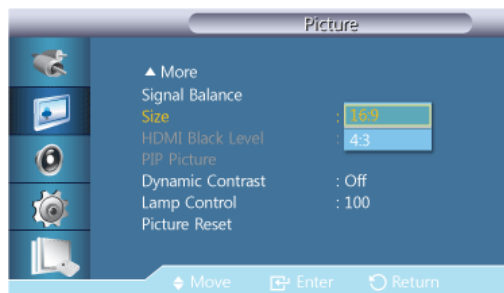 Picture
▲ More
Signal Balance
Size : 16:9
HDMI Black Level : 4:3
PIP Picture
Dynamic Contrast : Off
Lamp Control : 100
Picture Reset
Move Enter Return